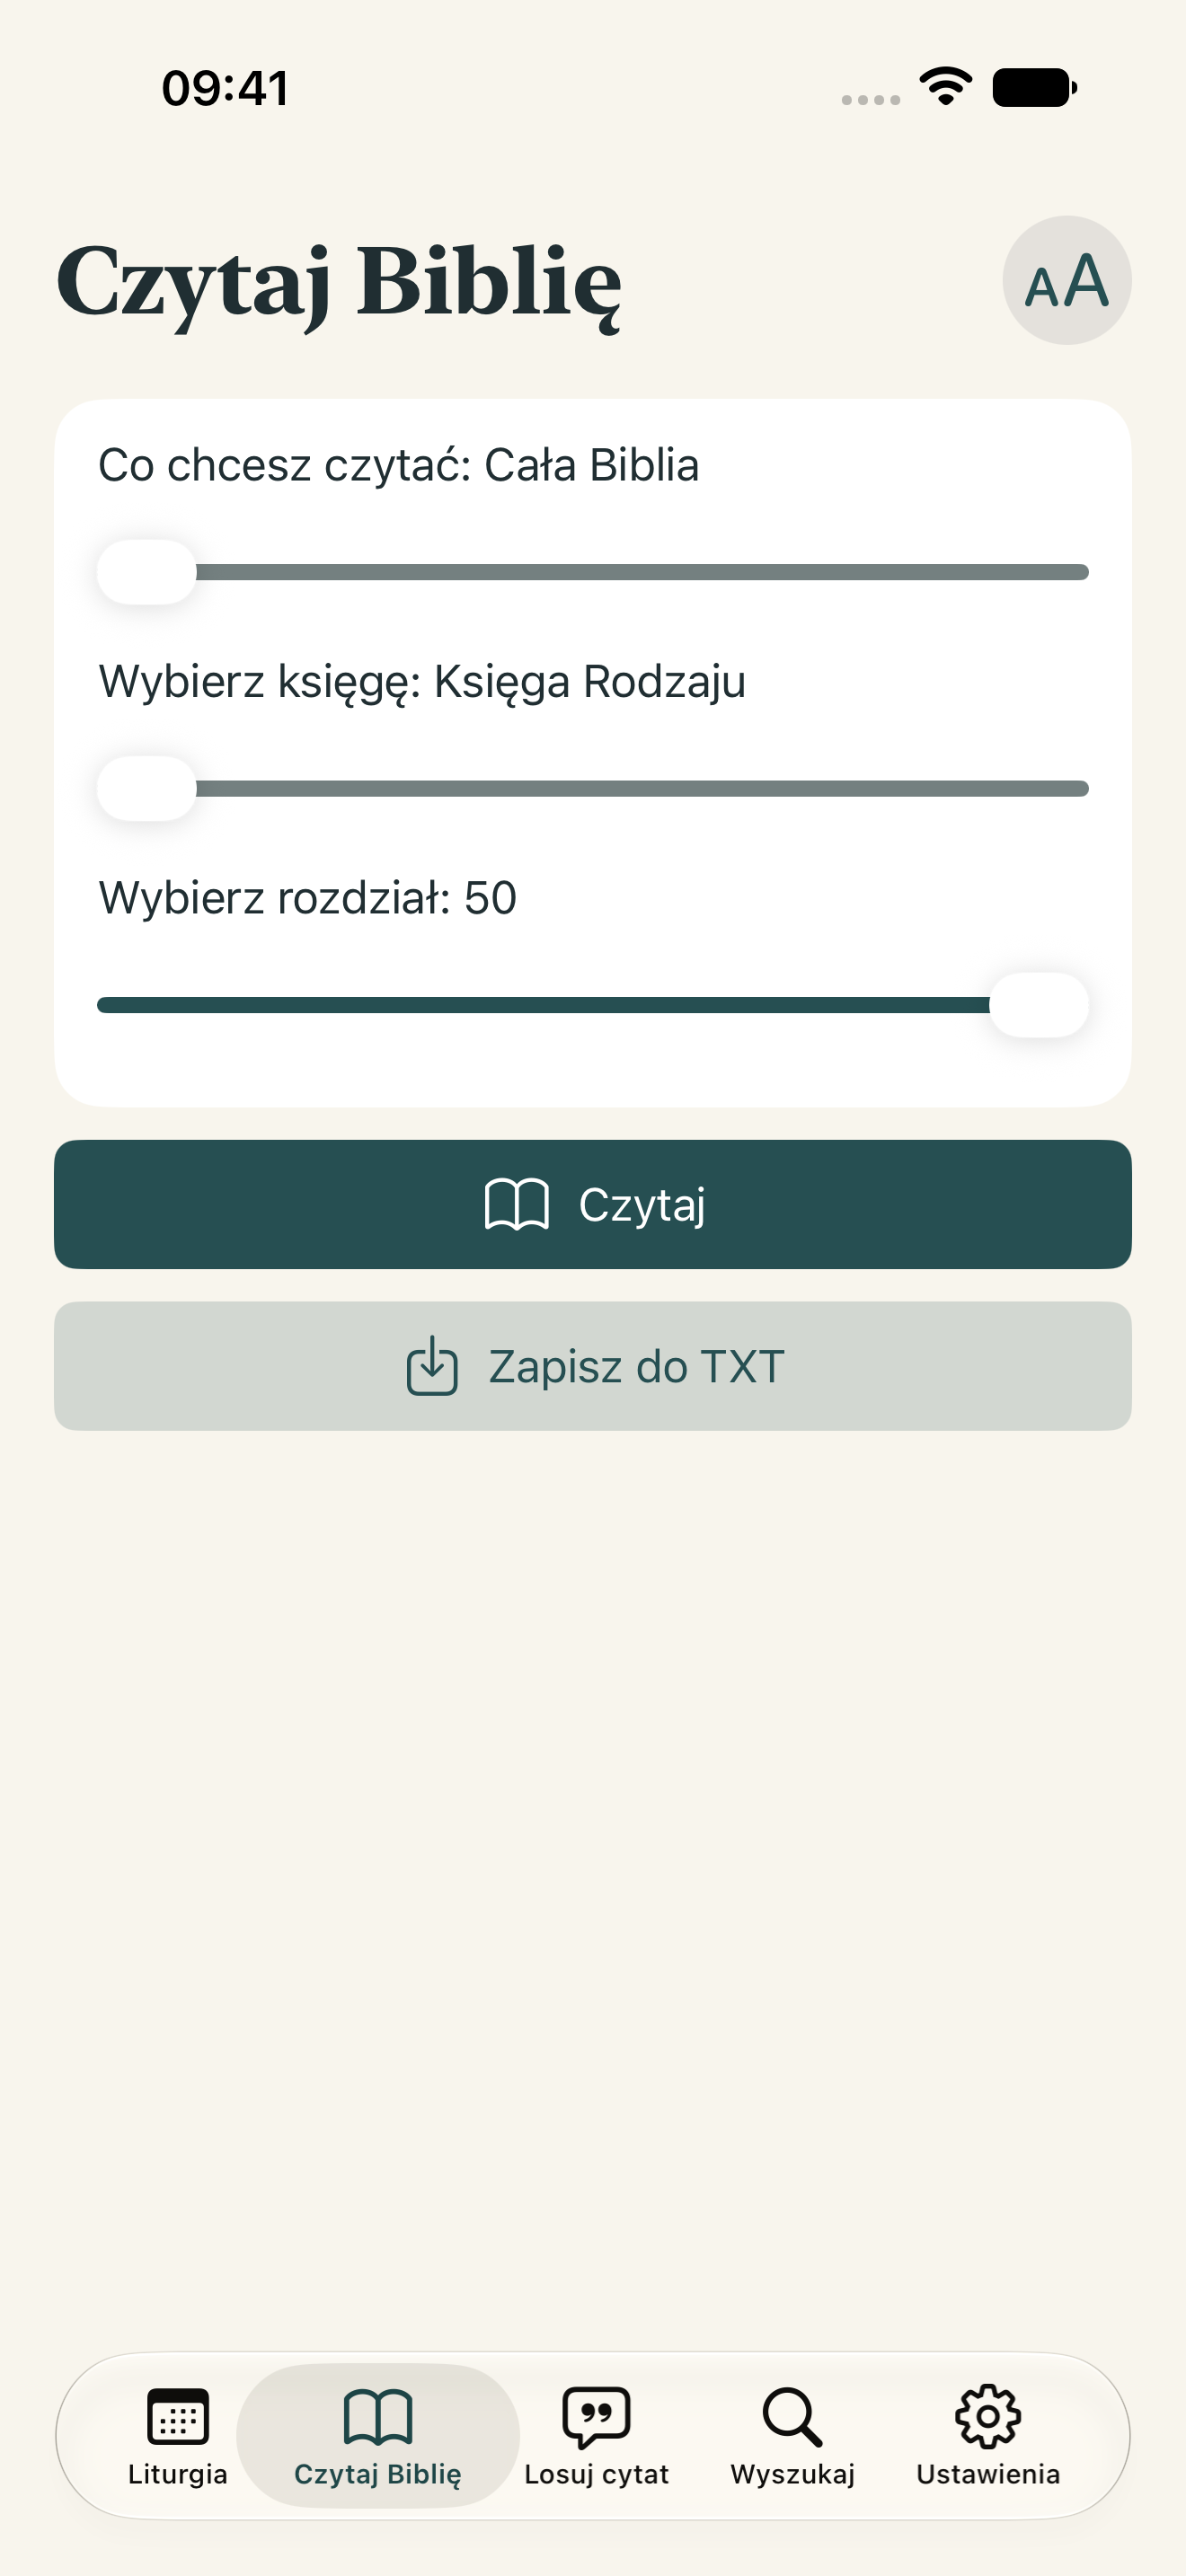 09:41
Czytaj Biblię
AA
Co chcesz czytać: Cała Biblia
Wybierz księgę: Księga Rodzaju
Wybierz rozdział: 50
Czytaj
Zapisz do TXT
Liturgia
Czytaj Biblię
Losuj cytat
Wyszukaj
Ustawienia